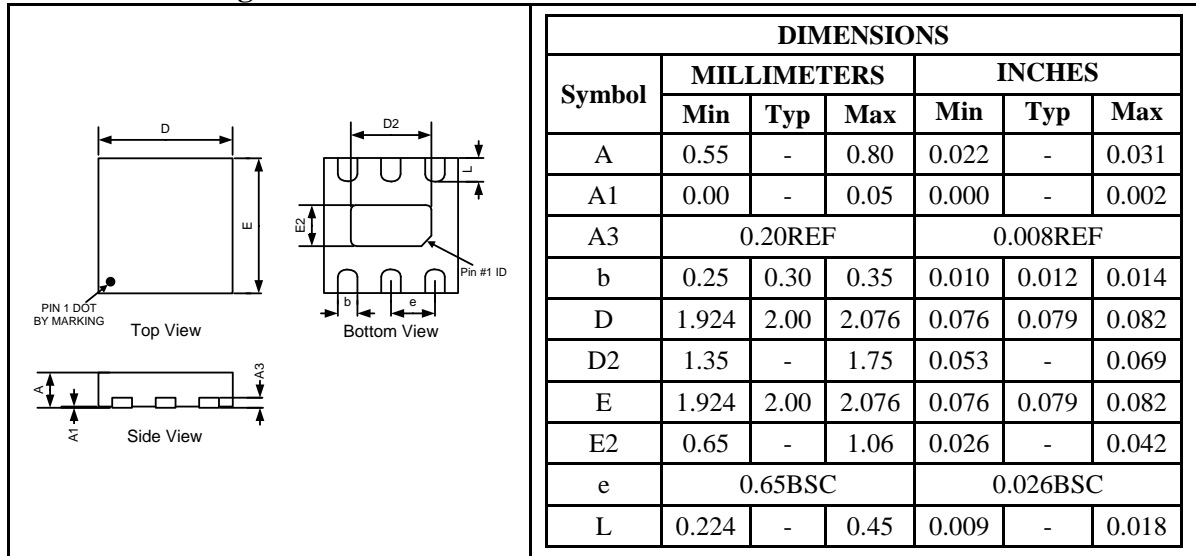 D
E
PIN 1 DOT
BY MARKING
Top View
D2
L
E2
Pin #1 ID
b
e
Bottom View
A
A1
A3
Side View
DIMENSIONS
Symbol MILLIMETERS INCHES
Min Typ Max Min Typ Max
A 0.55 - 0.80 0.022 - 0.031
A1 0.00 - 0.05 0.000 - 0.002
A3 0.20REF 0.008REF
b 0.25 0.30 0.35 0.010 0.012 0.014
D 1.924 2.00 2.076 0.076 0.079 0.082
D2 1.35 - 1.75 0.053 - 0.069
E 1.924 2.00 2.076 0.076 0.079 0.082
E2 0.65 - 1.06 0.026 - 0.042
e 0.65BSC 0.026BSC
L 0.224 - 0.45 0.009 - 0.018